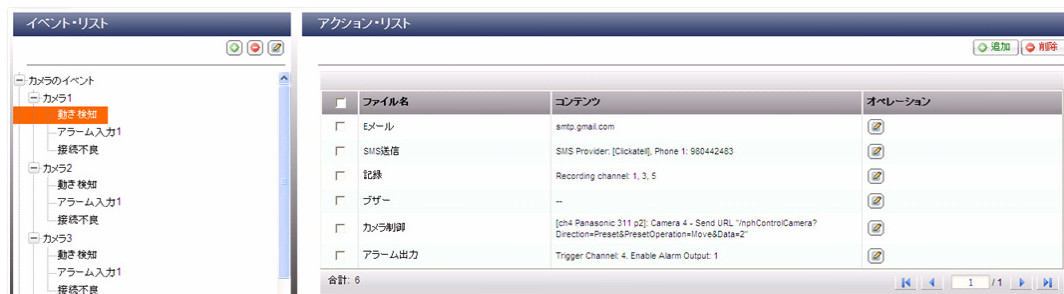 イベント・リスト
カメラのイベント
カメラ1
動き検知
アラーム入力1
接続不良
カメラ2
動き検知
アラーム入力1
接続不良
カメラ3
動き検知
アラーム入力1
接続不良
アクション・リスト
追加 削除
ファイル名 コンテンツ オペレーション
Eメール smtp.gmail.com
SMS送信 SMS Provider: [Clickatell], Phone 1: 980442483
記録 Recording channel: 1, 3, 5
ブザー --
カメラ制御 [ch4 Panasonic 311 p2]: Camera 4 - Send URL "/nphControlCamera?
Direction=Preset&PresetOperation=Move&Data=2"
アラーム出力 Trigger Channel: 4. Enable Alarm Output: 1
合計: 6 1 / 1